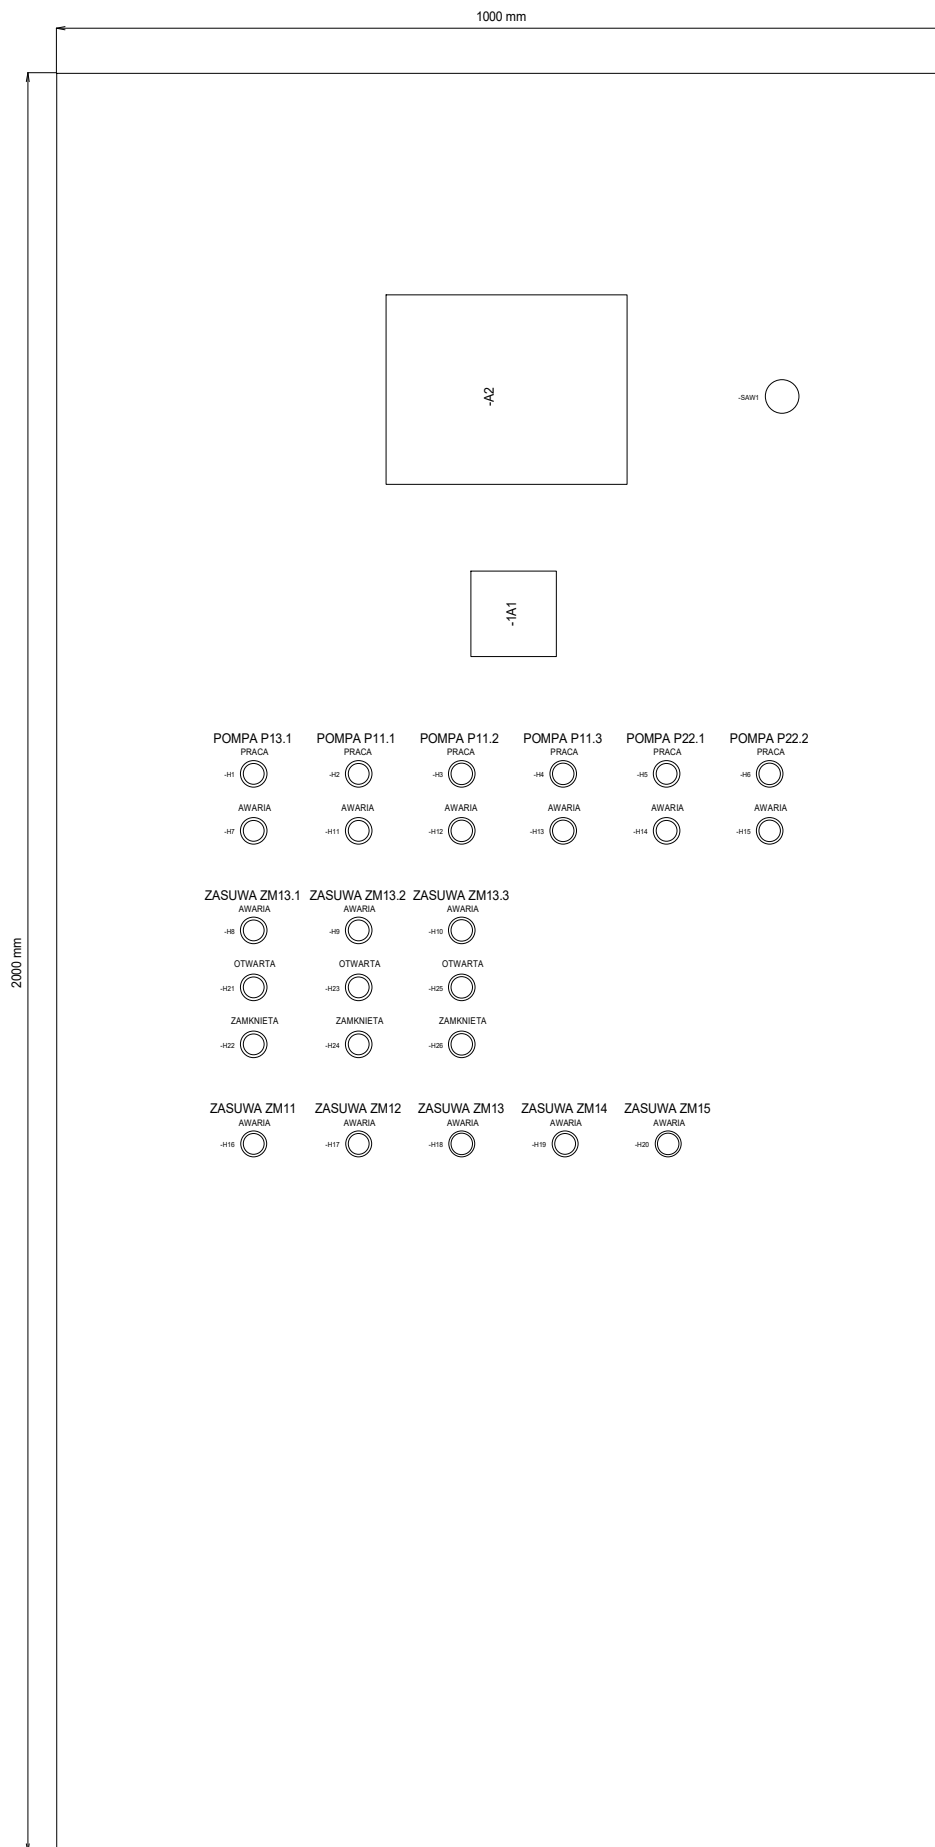 1000 mm
2000 mm
-A2
-SAW1
-1A1
POMPA P13.1 POMPA P11.1 POMPA P11.2 POMPA P11.3 POMPA P22.1 POMPA P22.2
PRACA PRACA PRACA PRACA PRACA PRACA
-H1 -H2 -H3 -H4 -H5 -H6
AWARIA AWARIA AWARIA AWARIA AWARIA AWARIA
-H7 -H11 -H12 -H13 -H14 -H15
ZASUWA ZM13.1 ZASUWA ZM13.2 ZASUWA ZM13.3
AWARIA AWARIA AWARIA
-H8 -H9 -H10
OTWARTA OTWARTA OTWARTA
-H21 -H23 -H25
ZAMKNIETA ZAMKNIETA ZAMKNIETA
-H22 -H24 -H26
ZASUWA ZM11 ZASUWA ZM12 ZASUWA ZM13 ZASUWA ZM14 ZASUWA ZM15
AWARIA AWARIA AWARIA AWARIA AWARIA
-H16 -H17 -H18 -H19 -H20